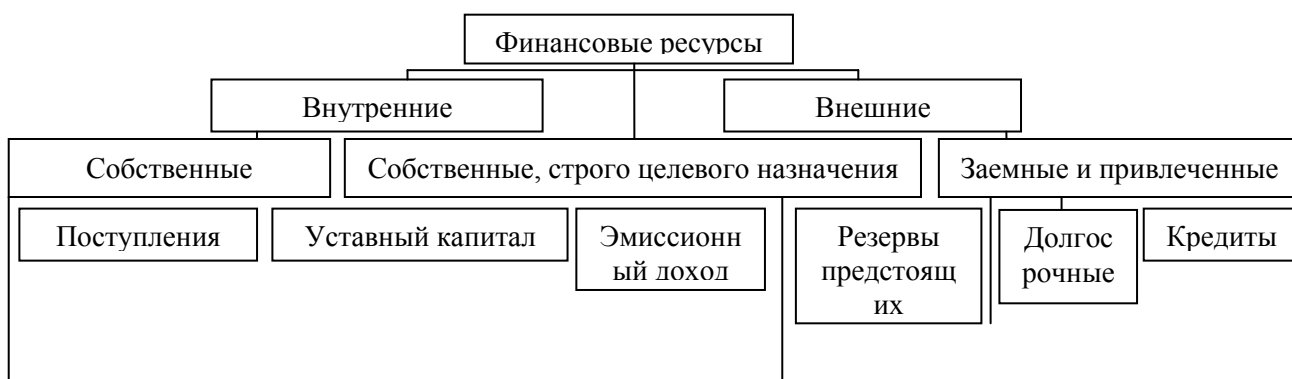 Финансовые ресурсы
Внутренние
Внешние
Собственные
Собственные, строго целевого назначения
Заемные и привлеченные
Поступления
Уставный капитал
Эмиссионн
ый доход
Резервы
предстоящ
их
Долгос
рочные
Кредиты